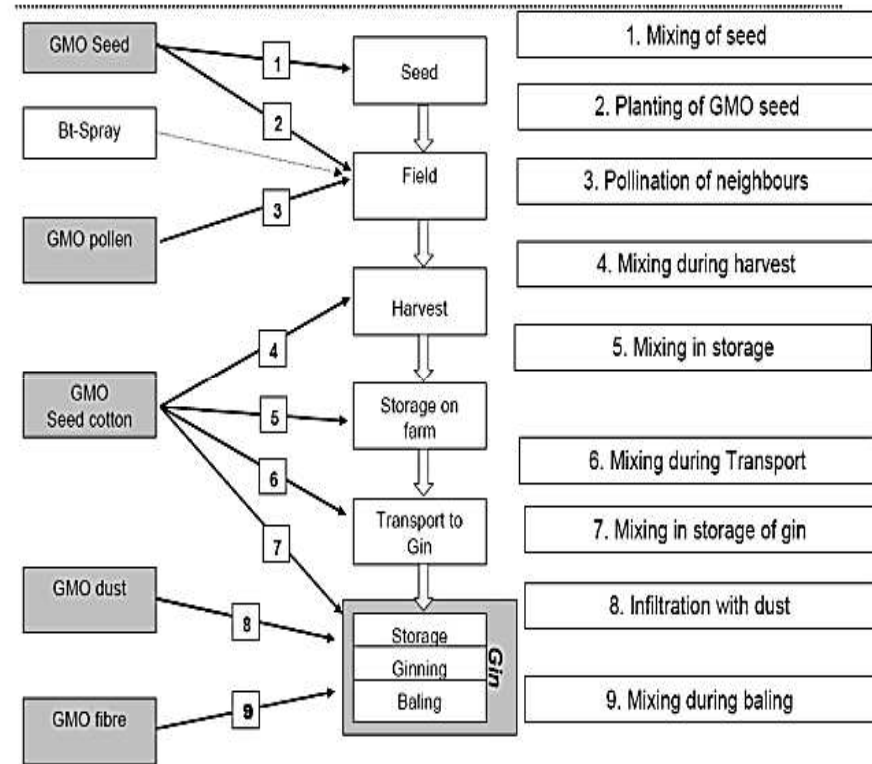 GMO Seed
Bt-Spray
GMO pollen
GMO
Seed cotton
GMO dust
GMO fibre
1
2
3
4
5
6
7
8
9
Seed
Field
Harvest
Storage on
farm
Transport to
Gin
Storage
Ginning
Baling
Gin
1. Mixing of seed
2. Planting of GMO seed
3. Pollination of neighbours
4. Mixing during harvest
5. Mixing in storage
6. Mixing during Transport
7. Mixing in storage of gin
8. Infiltration with dust
9. Mixing during baling